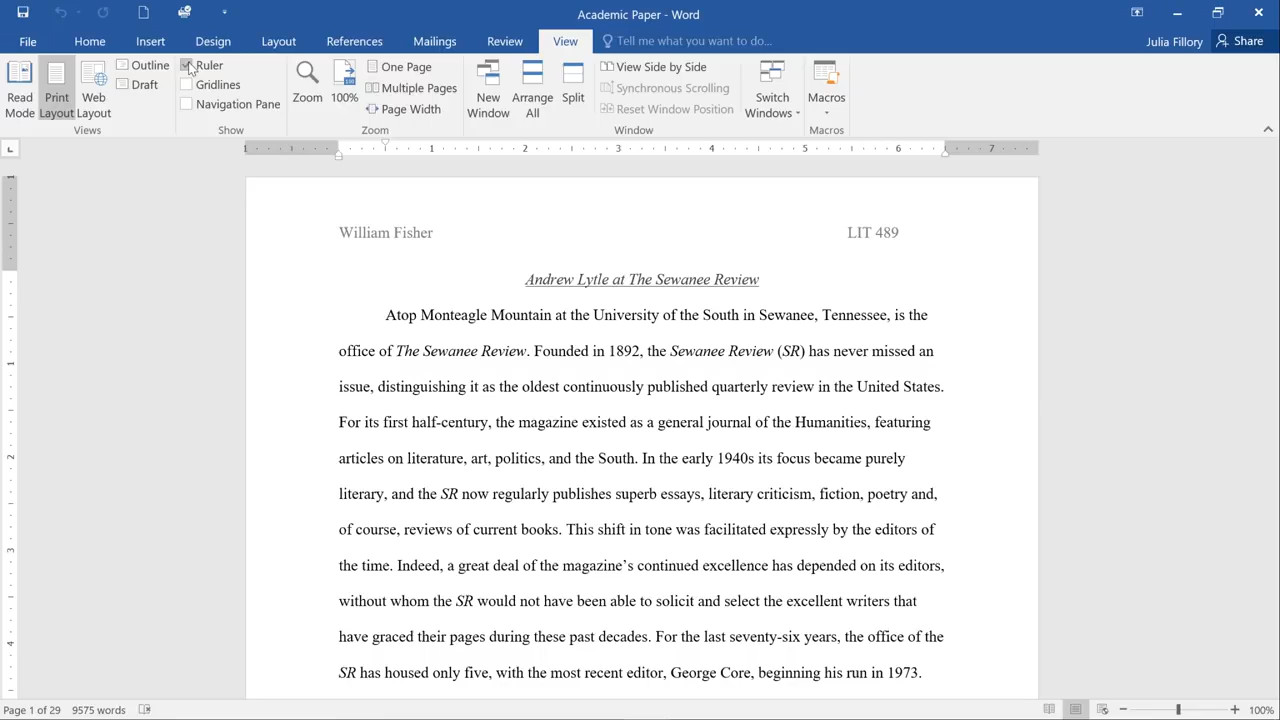 Academic Paper - Word
File Home Insert Design Layout References Mailings Review View Tell me what you want to do... Julia Fillory Share
Read Mode
Print Layout
Web Layout
Outline
Draft
Views
Ruler
Gridlines
Navigation Pane
Show
Zoom
100%
One Page
Multiple Pages
Page Width
Zoom
New Window
Arrange All
Split
View Side by Side
Synchronous Scrolling
Reset Window Position
Window
Switch Windows
Macros
Macros
1 1 2 3 4 5 6 7
1
1
2
3
4
William Fisher LIT 489
Andrew Lytle at The Sewanee Review
Atop Monteagle Mountain at the University of the South in Sewanee, Tennessee, is the
office of The Sewanee Review. Founded in 1892, the Sewanee Review (SR) has never missed an
issue, distinguishing it as the oldest continuously published quarterly review in the United States.
For its first half-century, the magazine existed as a general journal of the Humanities, featuring
articles on literature, art, politics, and the South. In the early 1940s its focus became purely
literary, and the SR now regularly publishes superb essays, literary criticism, fiction, poetry and,
of course, reviews of current books. This shift in tone was facilitated expressly by the editors of
the time. Indeed, a great deal of the magazine’s continued excellence has depended on its editors,
without whom the SR would not have been able to solicit and select the excellent writers that
have graced their pages during these past decades. For the last seventy-six years, the office of the
SR has housed only five, with the most recent editor, George Core, beginning his run in 1973.
Page 1 of 29 9575 words 100%